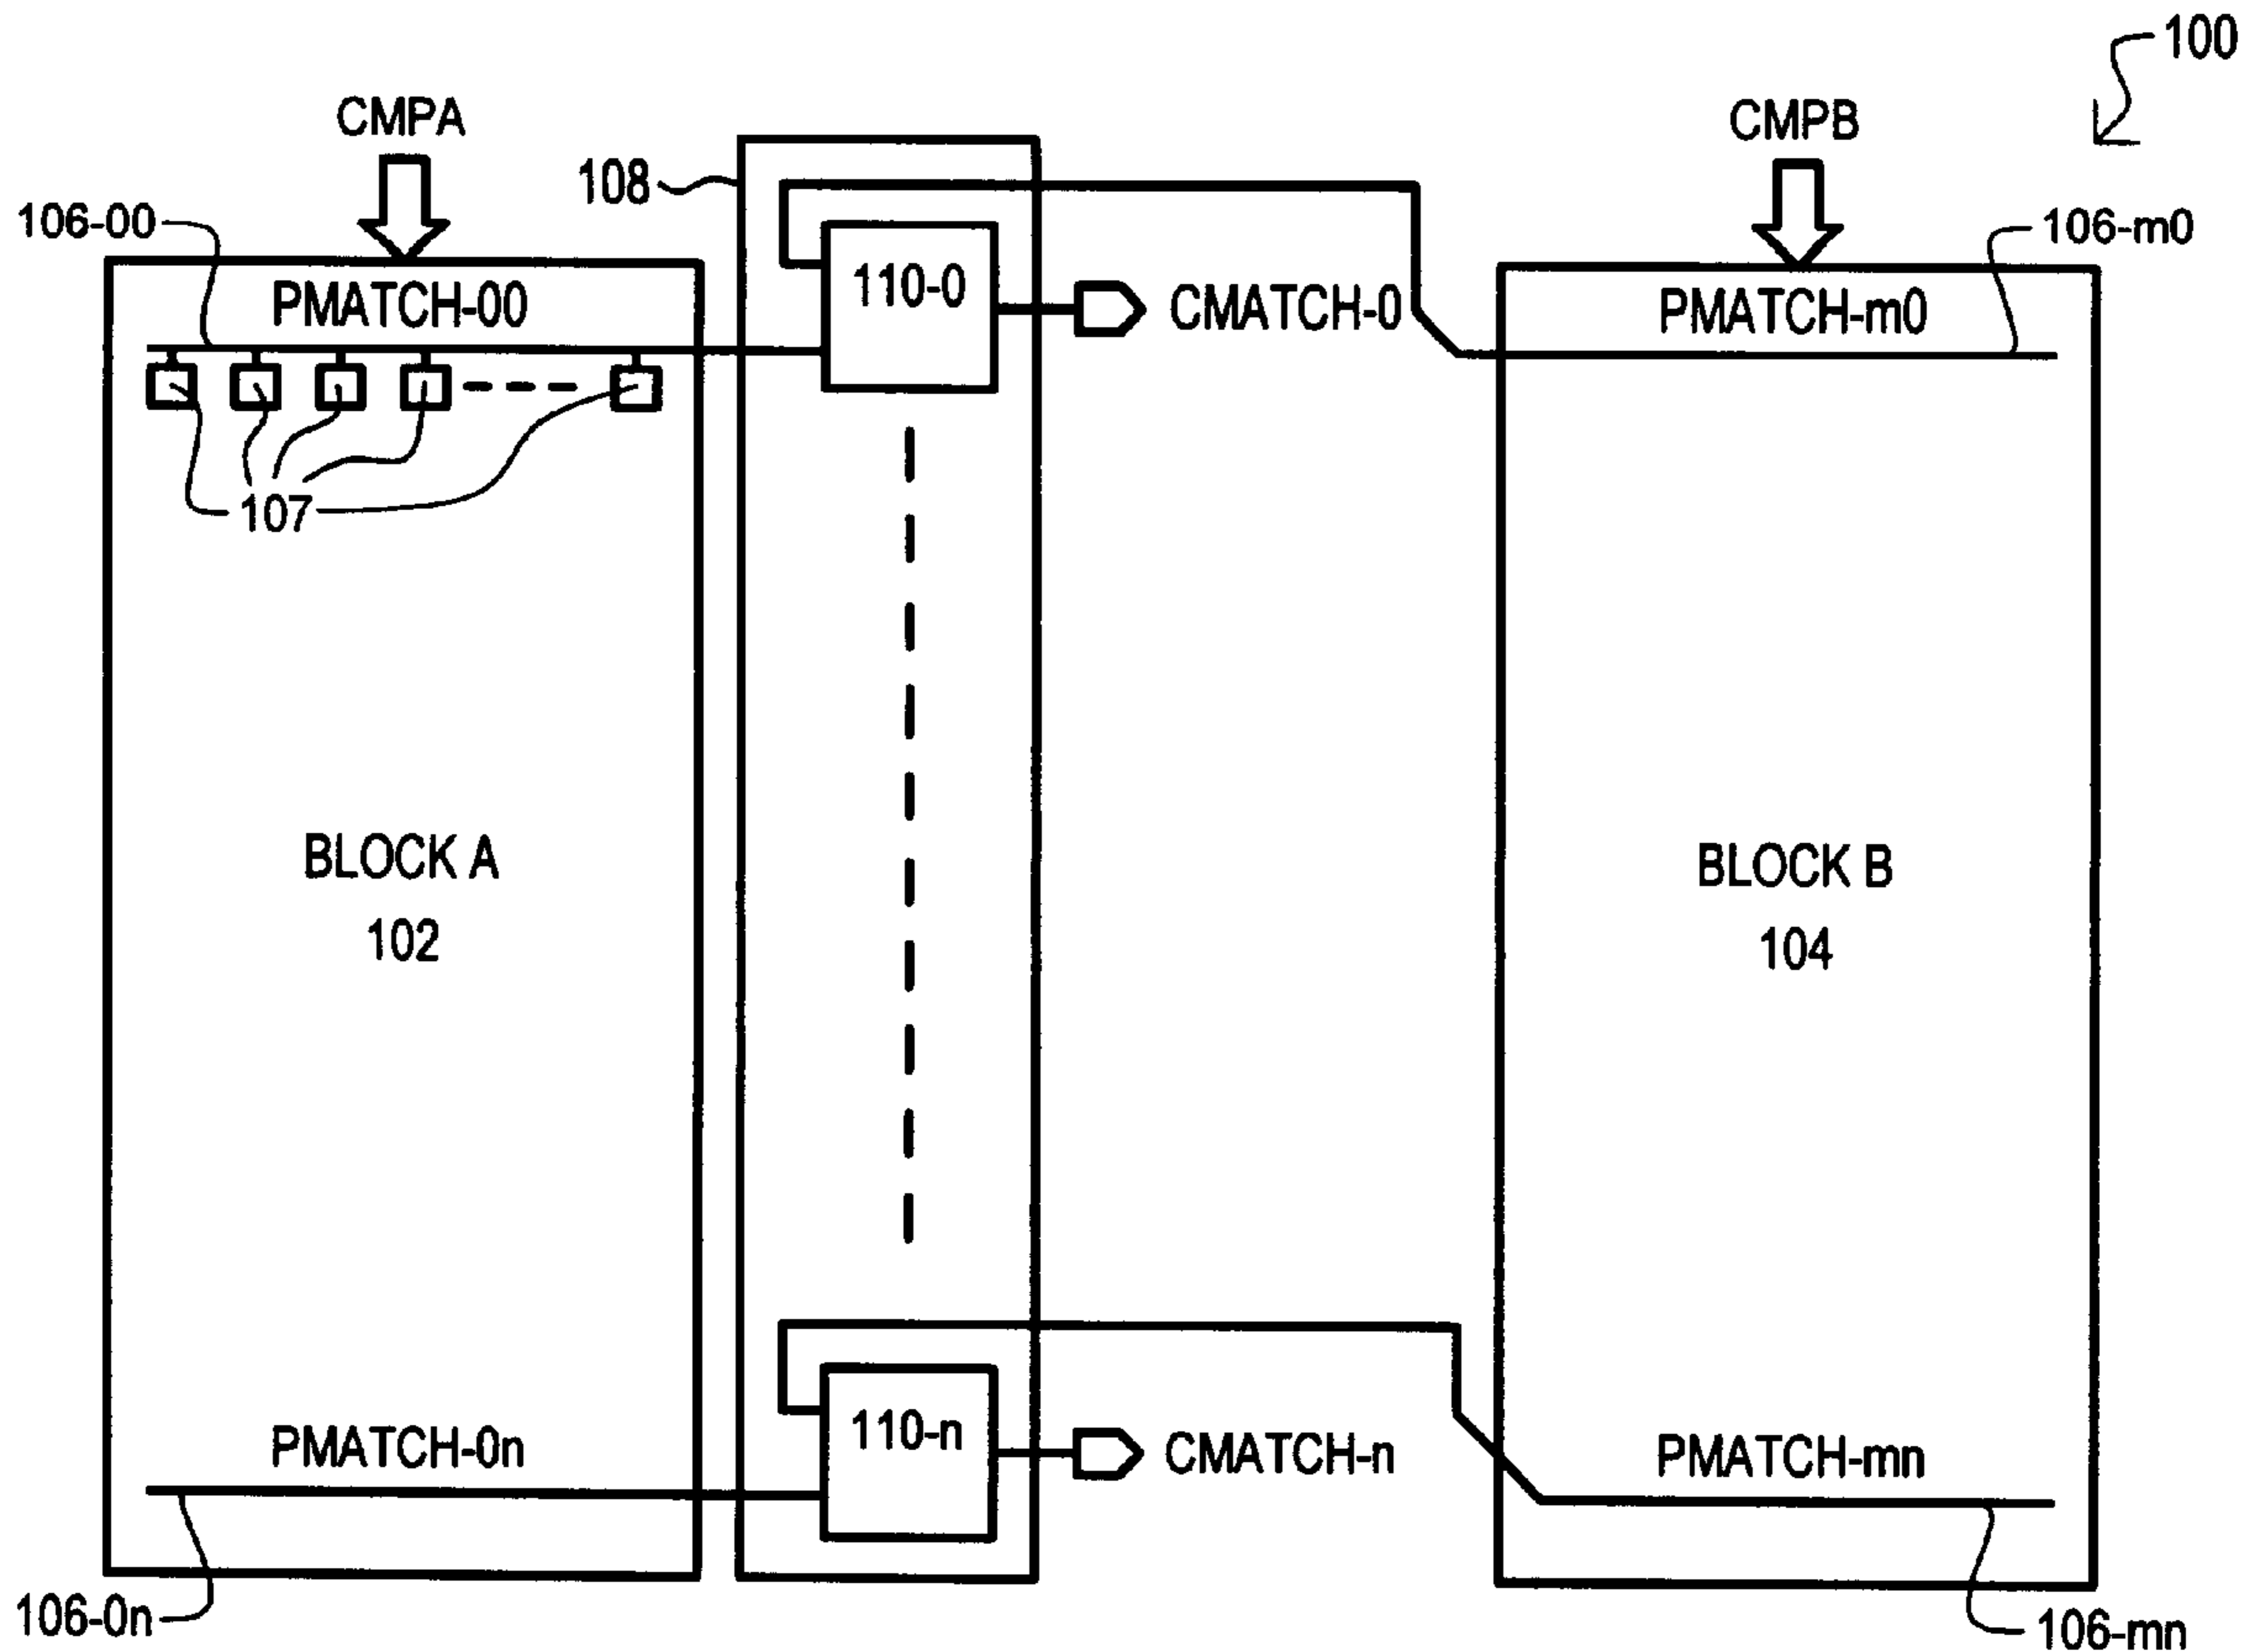 100
CMPA
CMPB
108
106-00
106-m0
PMATCH-00
110-0
CMATCH-0
PMATCH-m0
107
BLOCK A
102
BLOCK B
104
PMATCH-0n
110-n
CMATCH-n
PMATCH-mn
106-0n
106-mn